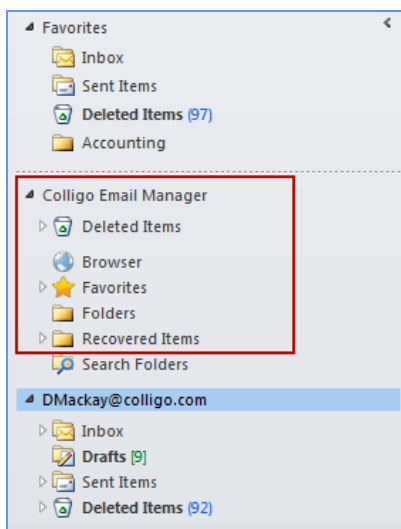 Favorites
Inbox
Sent Items
Deleted Items (97)
Accounting
Colligo Email Manager
Deleted Items
Browser
Favorites
Folders
Recovered Items
Search Folders
DMackay@colligo.com
Inbox
Drafts [9]
Sent Items
Deleted Items (92)